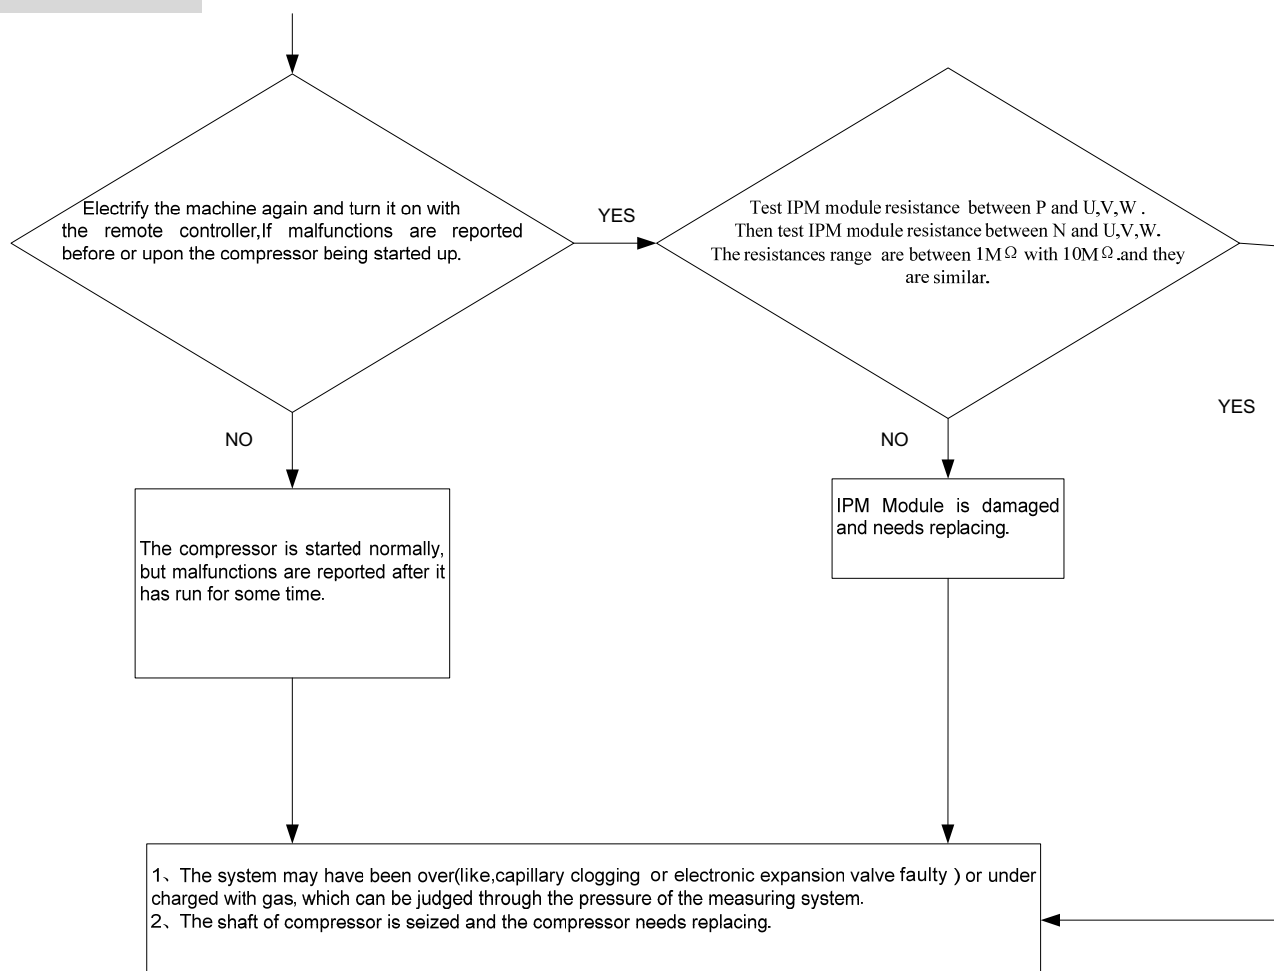 Electrify the machine again and turn it on with
the remote controller,If malfunctions are reported
before or upon the compressor being started up.
YES
Test IPM module resistance between P and U,V,W .
Then test IPM module resistance between N and U,V,W.
The resistances range are between 1MΩ with 10MΩ.and they
are similar.
YES
NO
NO
The compressor is started normally,
but malfunctions are reported after it
has run for some time.
IPM Module is damaged
and needs replacing.
1、The system may have been over(like,capillary clogging or electronic expansion valve faulty ) or under
charged with gas, which can be judged through the pressure of the measuring system.
2、The shaft of compressor is seized and the compressor needs replacing.